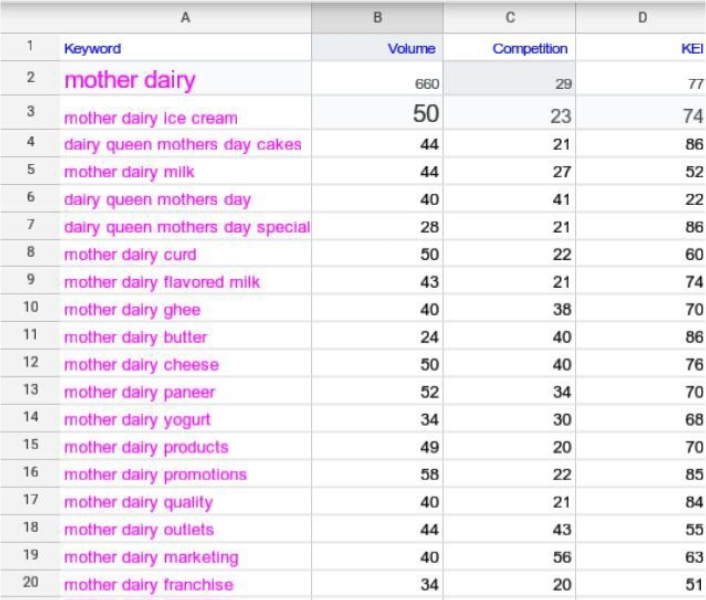 A B C D
1 Keyword Volume Competition KEI
2 mother dairy 660 29 77
3 mother dairy ice cream 50 23 74
4 dairy queen mothers day cakes 44 21 86
5 mother dairy milk 44 27 52
6 dairy queen mothers day 40 41 22
7 dairy queen mothers day special 28 21 86
8 mother dairy curd 50 22 60
9 mother dairy flavored milk 43 21 74
10 mother dairy ghee 40 38 70
11 mother dairy butter 24 40 86
12 mother dairy cheese 50 40 76
13 mother dairy paneer 52 34 70
14 mother dairy yogurt 34 30 68
15 mother dairy products 49 20 70
16 mother dairy promotions 58 22 85
17 mother dairy quality 40 21 84
18 mother dairy outlets 44 43 55
19 mother dairy marketing 40 56 63
20 mother dairy franchise 34 20 51